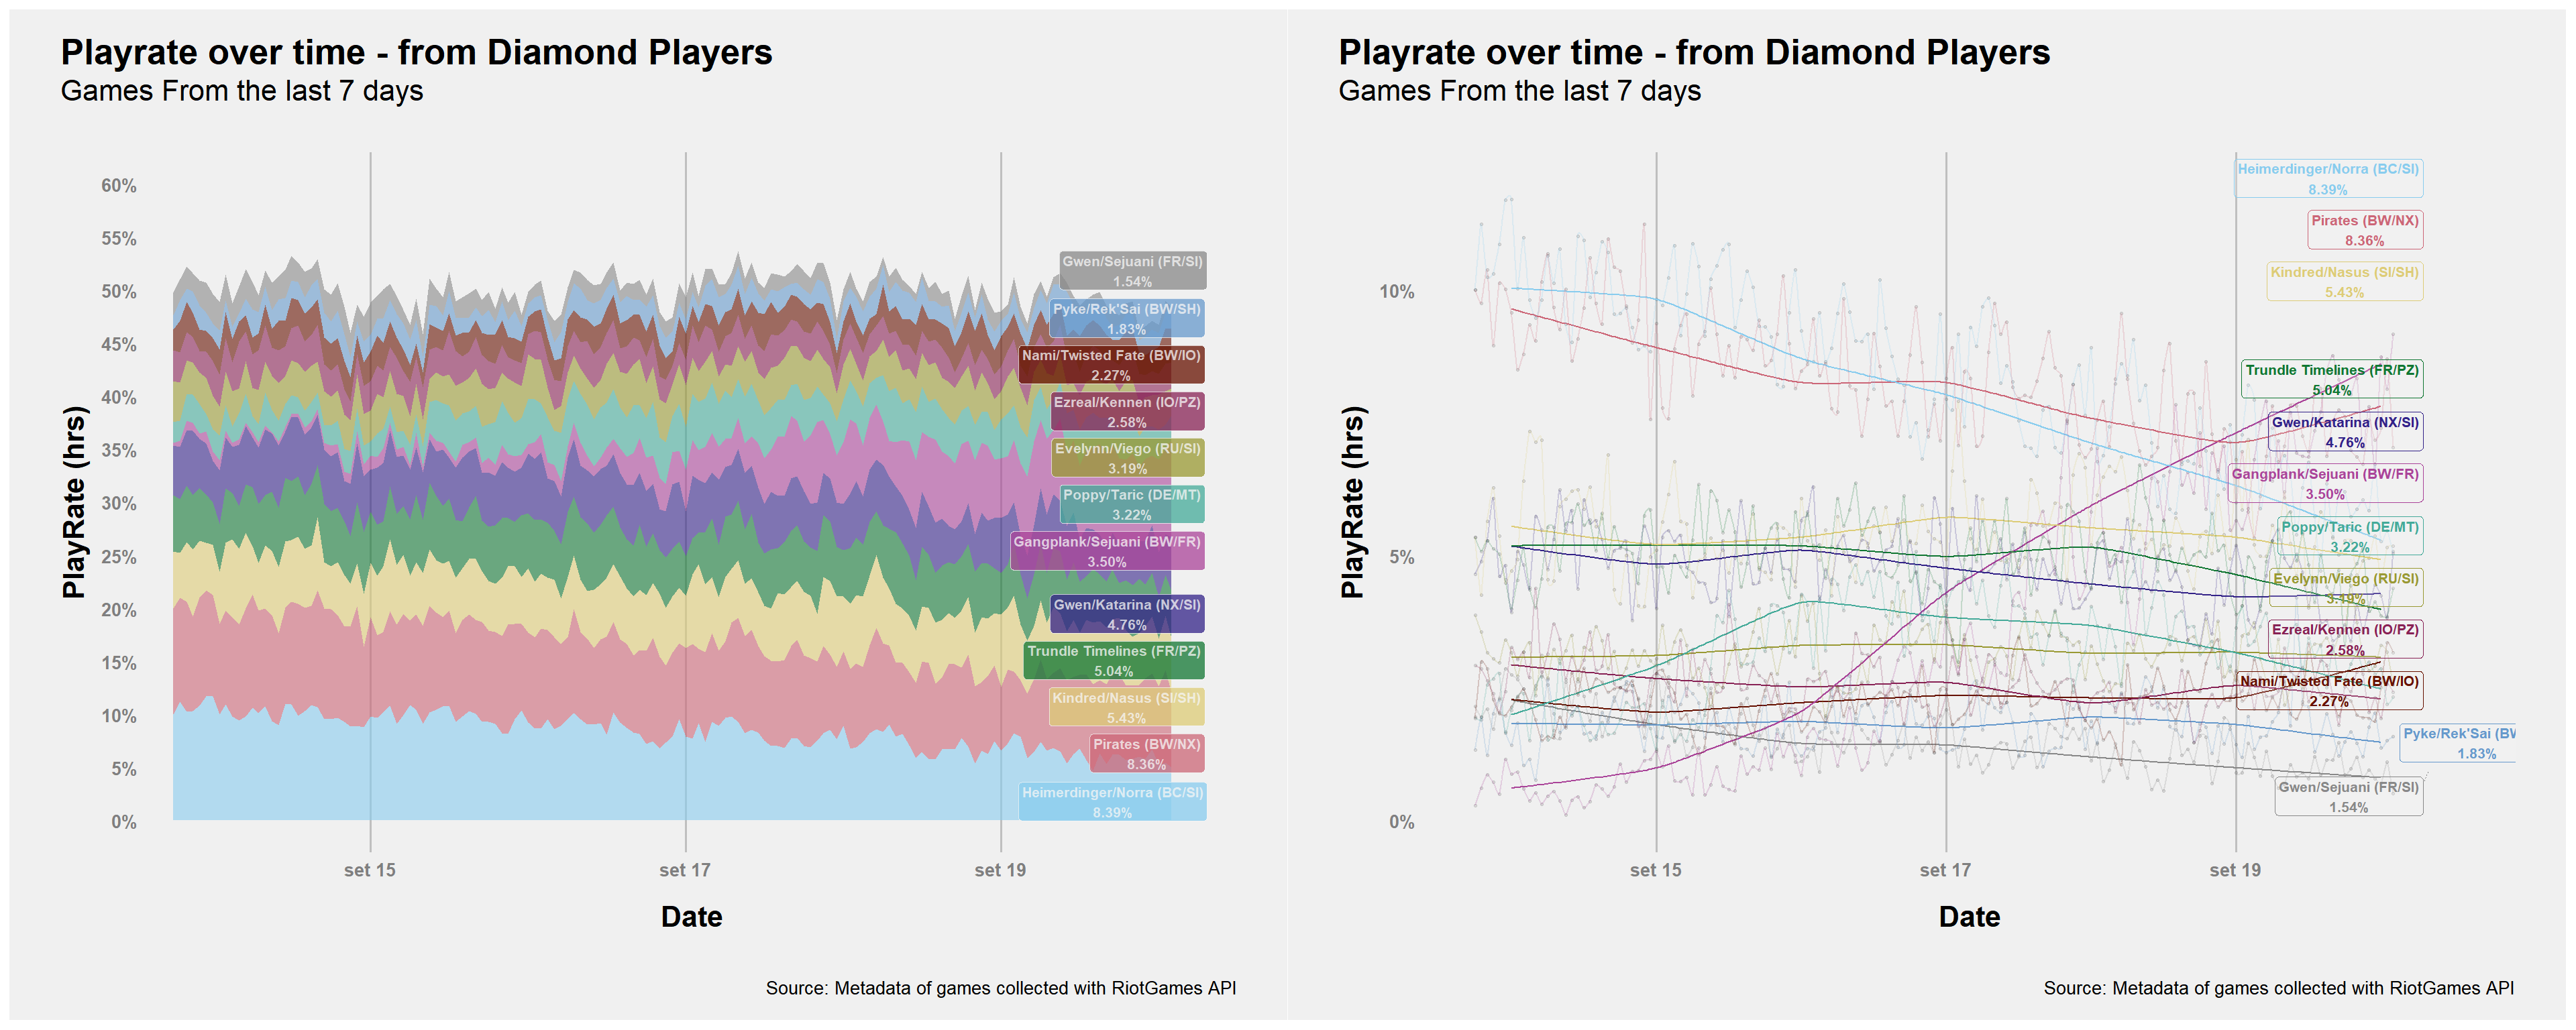 Playrate over time - from Diamond Players
Games From the last 7 days
PlayRate (hrs)
60%
55%
50%
45%
40%
35%
30%
25%
20%
15%
10%
5%
0%
Gwen/Sejuani (FR/SI)
1.54%
Pyke/Rek'Sai (BW/SH)
1.83%
Nami/Twisted Fate (BW/IO)
2.27%
Ezreal/Kennen (IO/PZ)
2.58%
Evelynn/Viego (RU/SI)
3.19%
Poppy/Taric (DE/MT)
3.22%
Gangplank/Sejuani (BW/FR)
3.50%
Gwen/Katarina (NX/SI)
4.76%
Trundle Timelines (FR/PZ)
5.04%
Kindred/Nasus (SI/SH)
5.43%
Pirates (BW/NX)
8.36%
Heimerdinger/Norra (BC/SI)
8.39%
set 15
set 17
set 19
Date
Source: Metadata of games collected with RiotGames API
Playrate over time - from Diamond Players
Games From the last 7 days
PlayRate (hrs)
10%
5%
0%
Heimerdinger/Norra (BC/SI)
8.39%
Pirates (BW/NX)
8.36%
Kindred/Nasus (SI/SH)
5.43%
Trundle Timelines (FR/PZ)
5.04%
Gwen/Katarina (NX/SI)
4.76%
Gangplank/Sejuani (BW/FR)
3.50%
Poppy/Taric (DE/MT)
3.22%
Evelynn/Viego (RU/SI)
3.19%
Ezreal/Kennen (IO/PZ)
2.58%
Nami/Twisted Fate (BW/IO)
2.27%
Pyke/Rek'Sai (BW
1.83%
Gwen/Sejuani (FR/SI)
1.54%
set 15
set 17
set 19
Date
Source: Metadata of games collected with RiotGames API